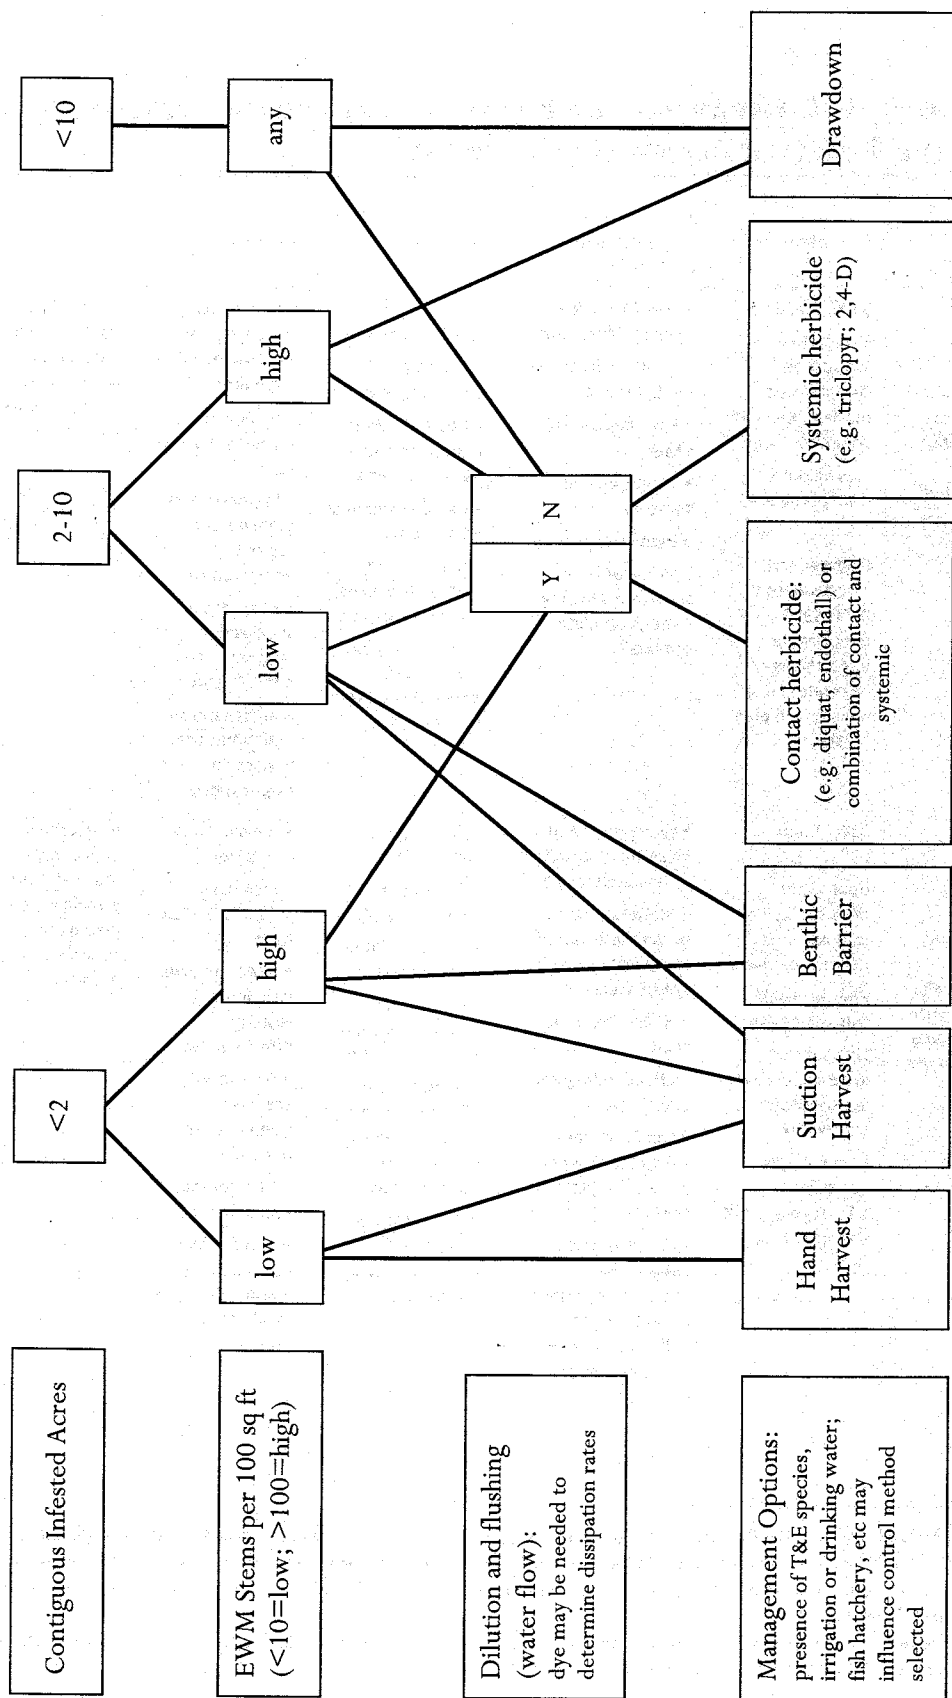 Contiguous Infested Acres
<2
2-10
<10
EWM Stems per 100 sq ft
(<10=low; >100=high)
low
high
low
high
any
Dilution and flushing
(water flow):
dye may be needed to
determine dissipation rates
Y
N
Management Options:
presence of T&E species,
irrigation or drinking water;
fish hatchery, etc may
influence control method
selected
Hand
Harvest
Suction
Harvest
Benthic
Barrier
Contact herbicide:
(e.g. diquat, endothall) or
combination of contact and
systemic
Systemic herbicide
(e.g. triclopyr; 2,4-D)
Drawdown